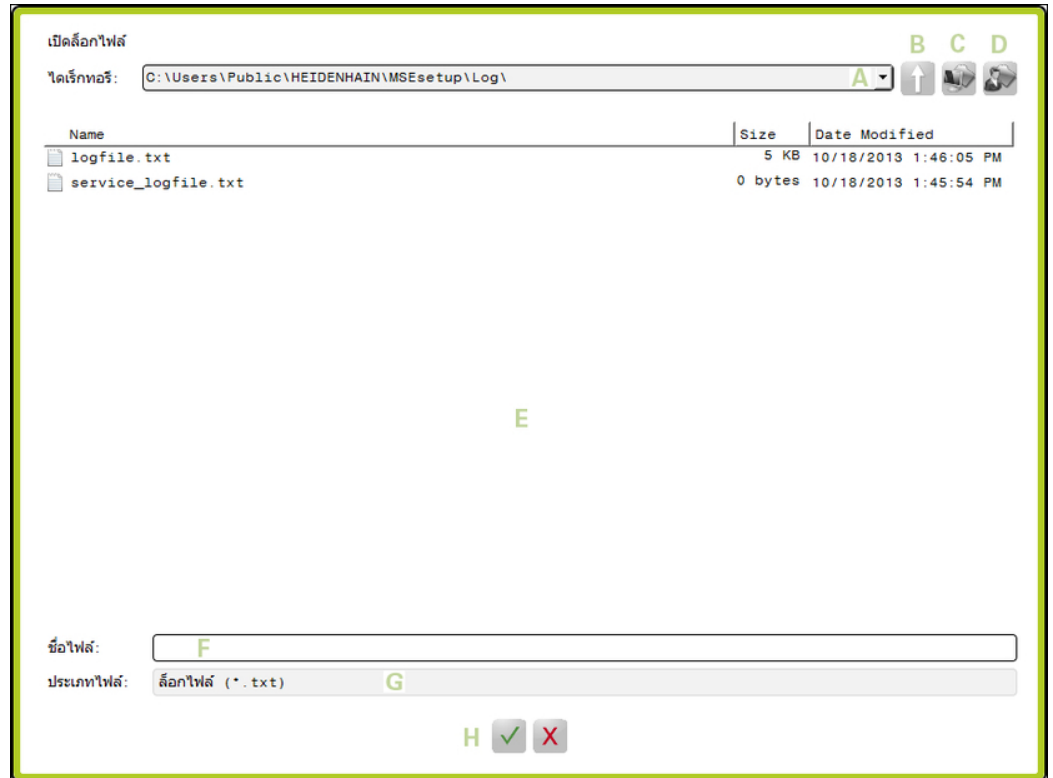 เปิดล็อกไฟล์
B C D
ไดเร็กทอรี: C:\Users\Public\HEIDENHAIN\MSEsetup\Log\ A
Name Size Date Modified
logfile.txt 5 KB 10/18/2013 1:46:05 PM
service_logfile.txt 0 bytes 10/18/2013 1:45:54 PM
E
ชื่อไฟล์: F
ประเภทไฟล์: ล็อกไฟล์ (*.txt) G
H